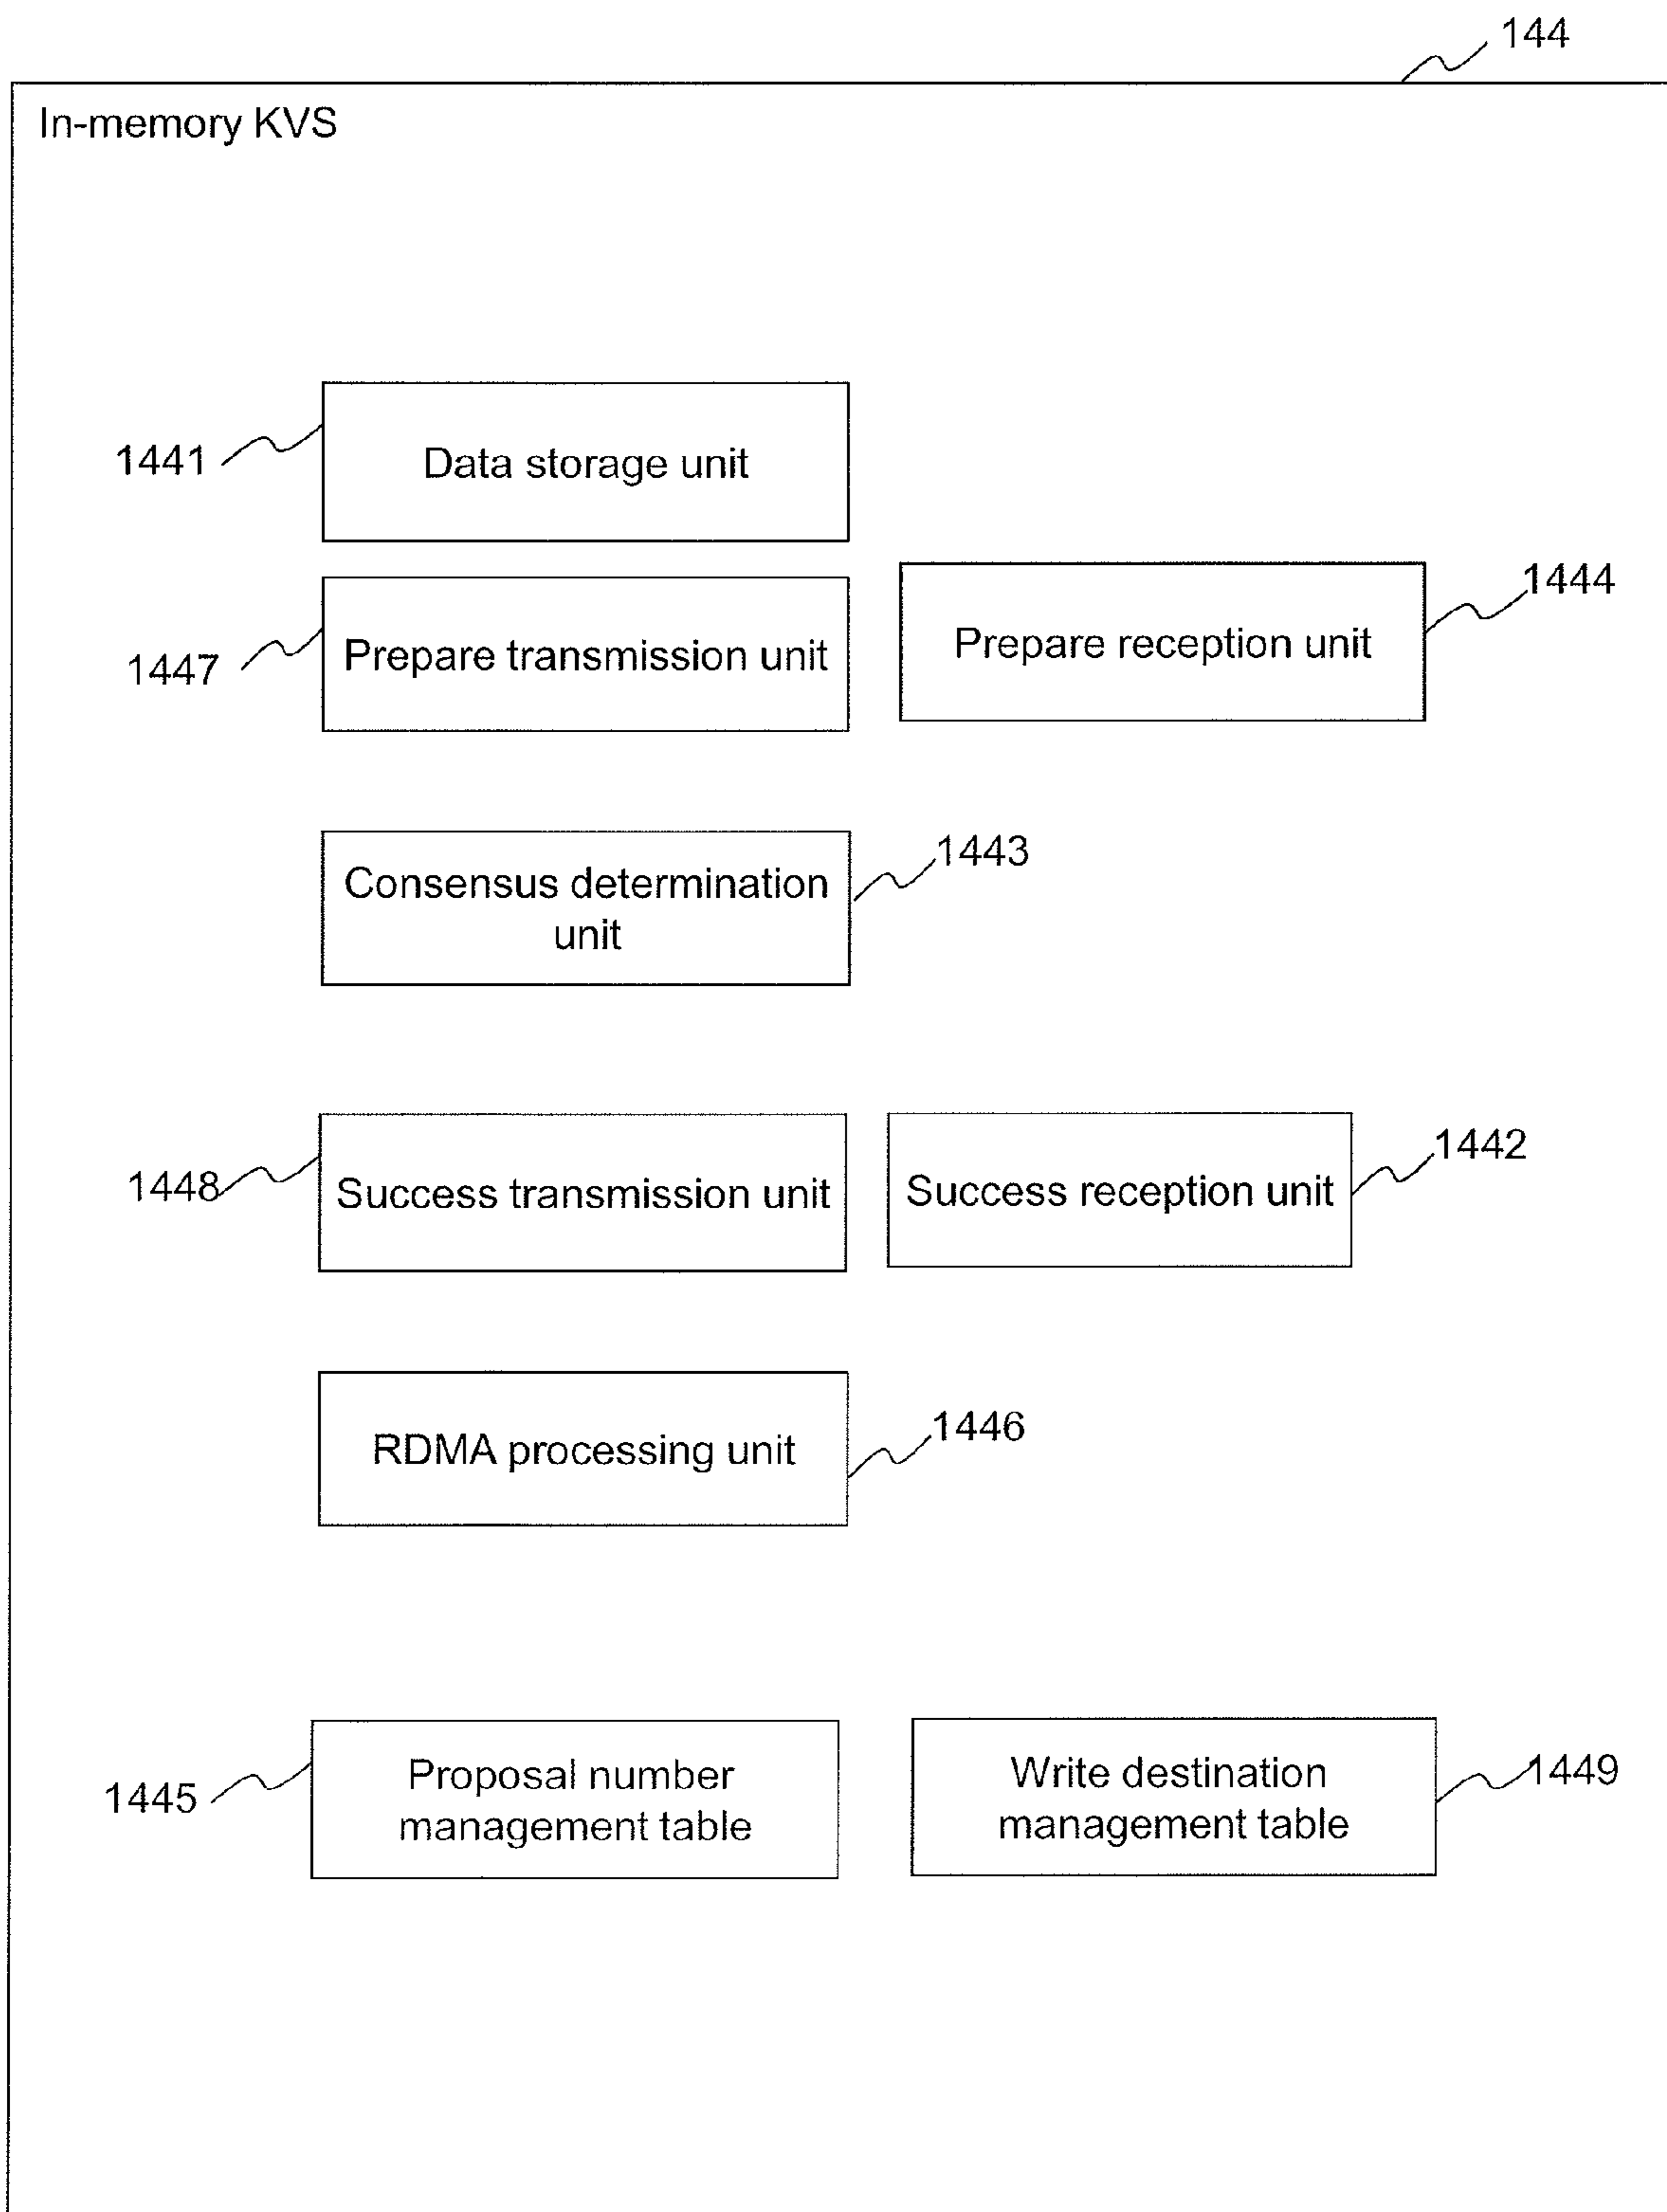 144
In-memory KVS
1441
Data storage unit
1447
Prepare transmission unit
Prepare reception unit
1444
Consensus determination
unit
1443
1448
Success transmission unit
Success reception unit
1442
RDMA processing unit
1446
1445
Proposal number
management table
Write destination
management table
1449